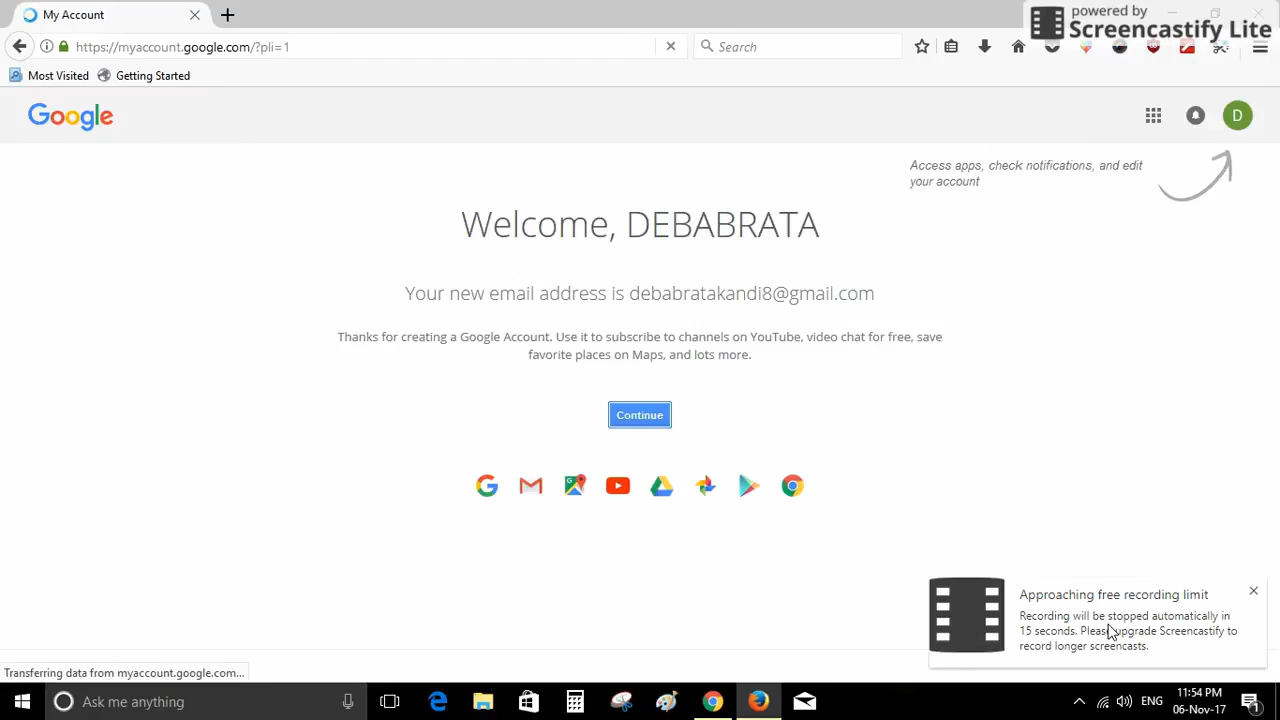 My Account
powered by
Screencastify Lite
https://myaccount.google.com/?pli=1
Search
Most Visited
Getting Started
Google
D
Access apps, check notifications, and edit
your account
Welcome, DEBABRATA
Your new email address is debabratakandi8@gmail.com
Thanks for creating a Google Account. Use it to subscribe to channels on YouTube, video chat for free, save
favorite places on Maps, and lots more.
Continue
Approaching free recording limit
Recording will be stopped automatically in
15 seconds. Please upgrade Screencastify to
record longer screencasts.
Transferring data from myaccount.google.com...
Ask me anything
ENG
11:54 PM
06-Nov-17
1